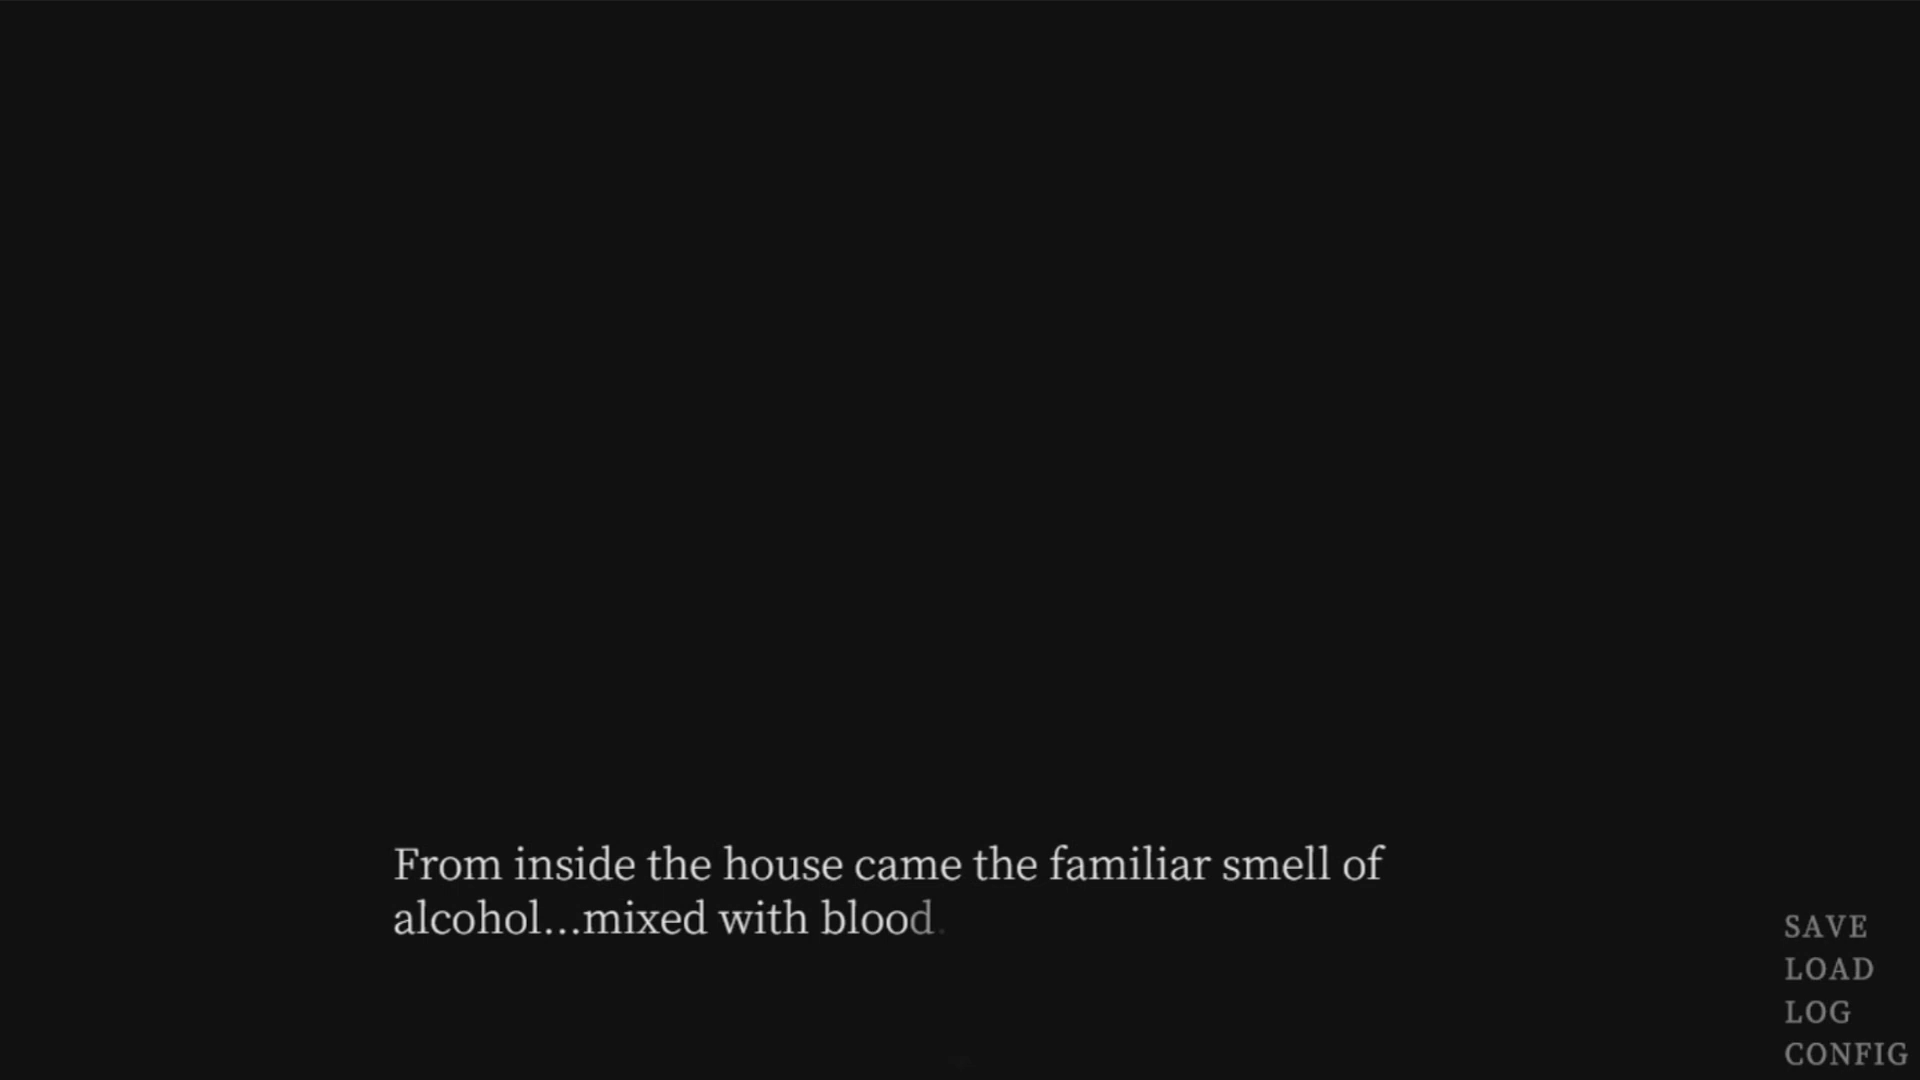 From inside the house came the familiar smell of
alcohol...mixed with blood.
SAVE
LOAD
LOG
CONFIG